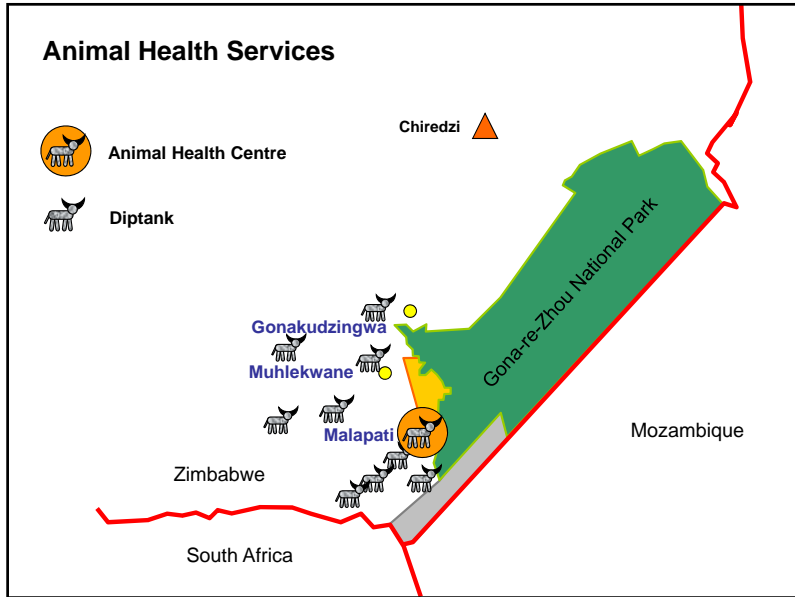 Animal Health Services
Chiredzi
Animal Health Centre
Diptank
Gona-re-Zhou National Park
Gonakudzingwa
Muhlekwane
Malapati
Mozambique
Zimbabwe
South Africa